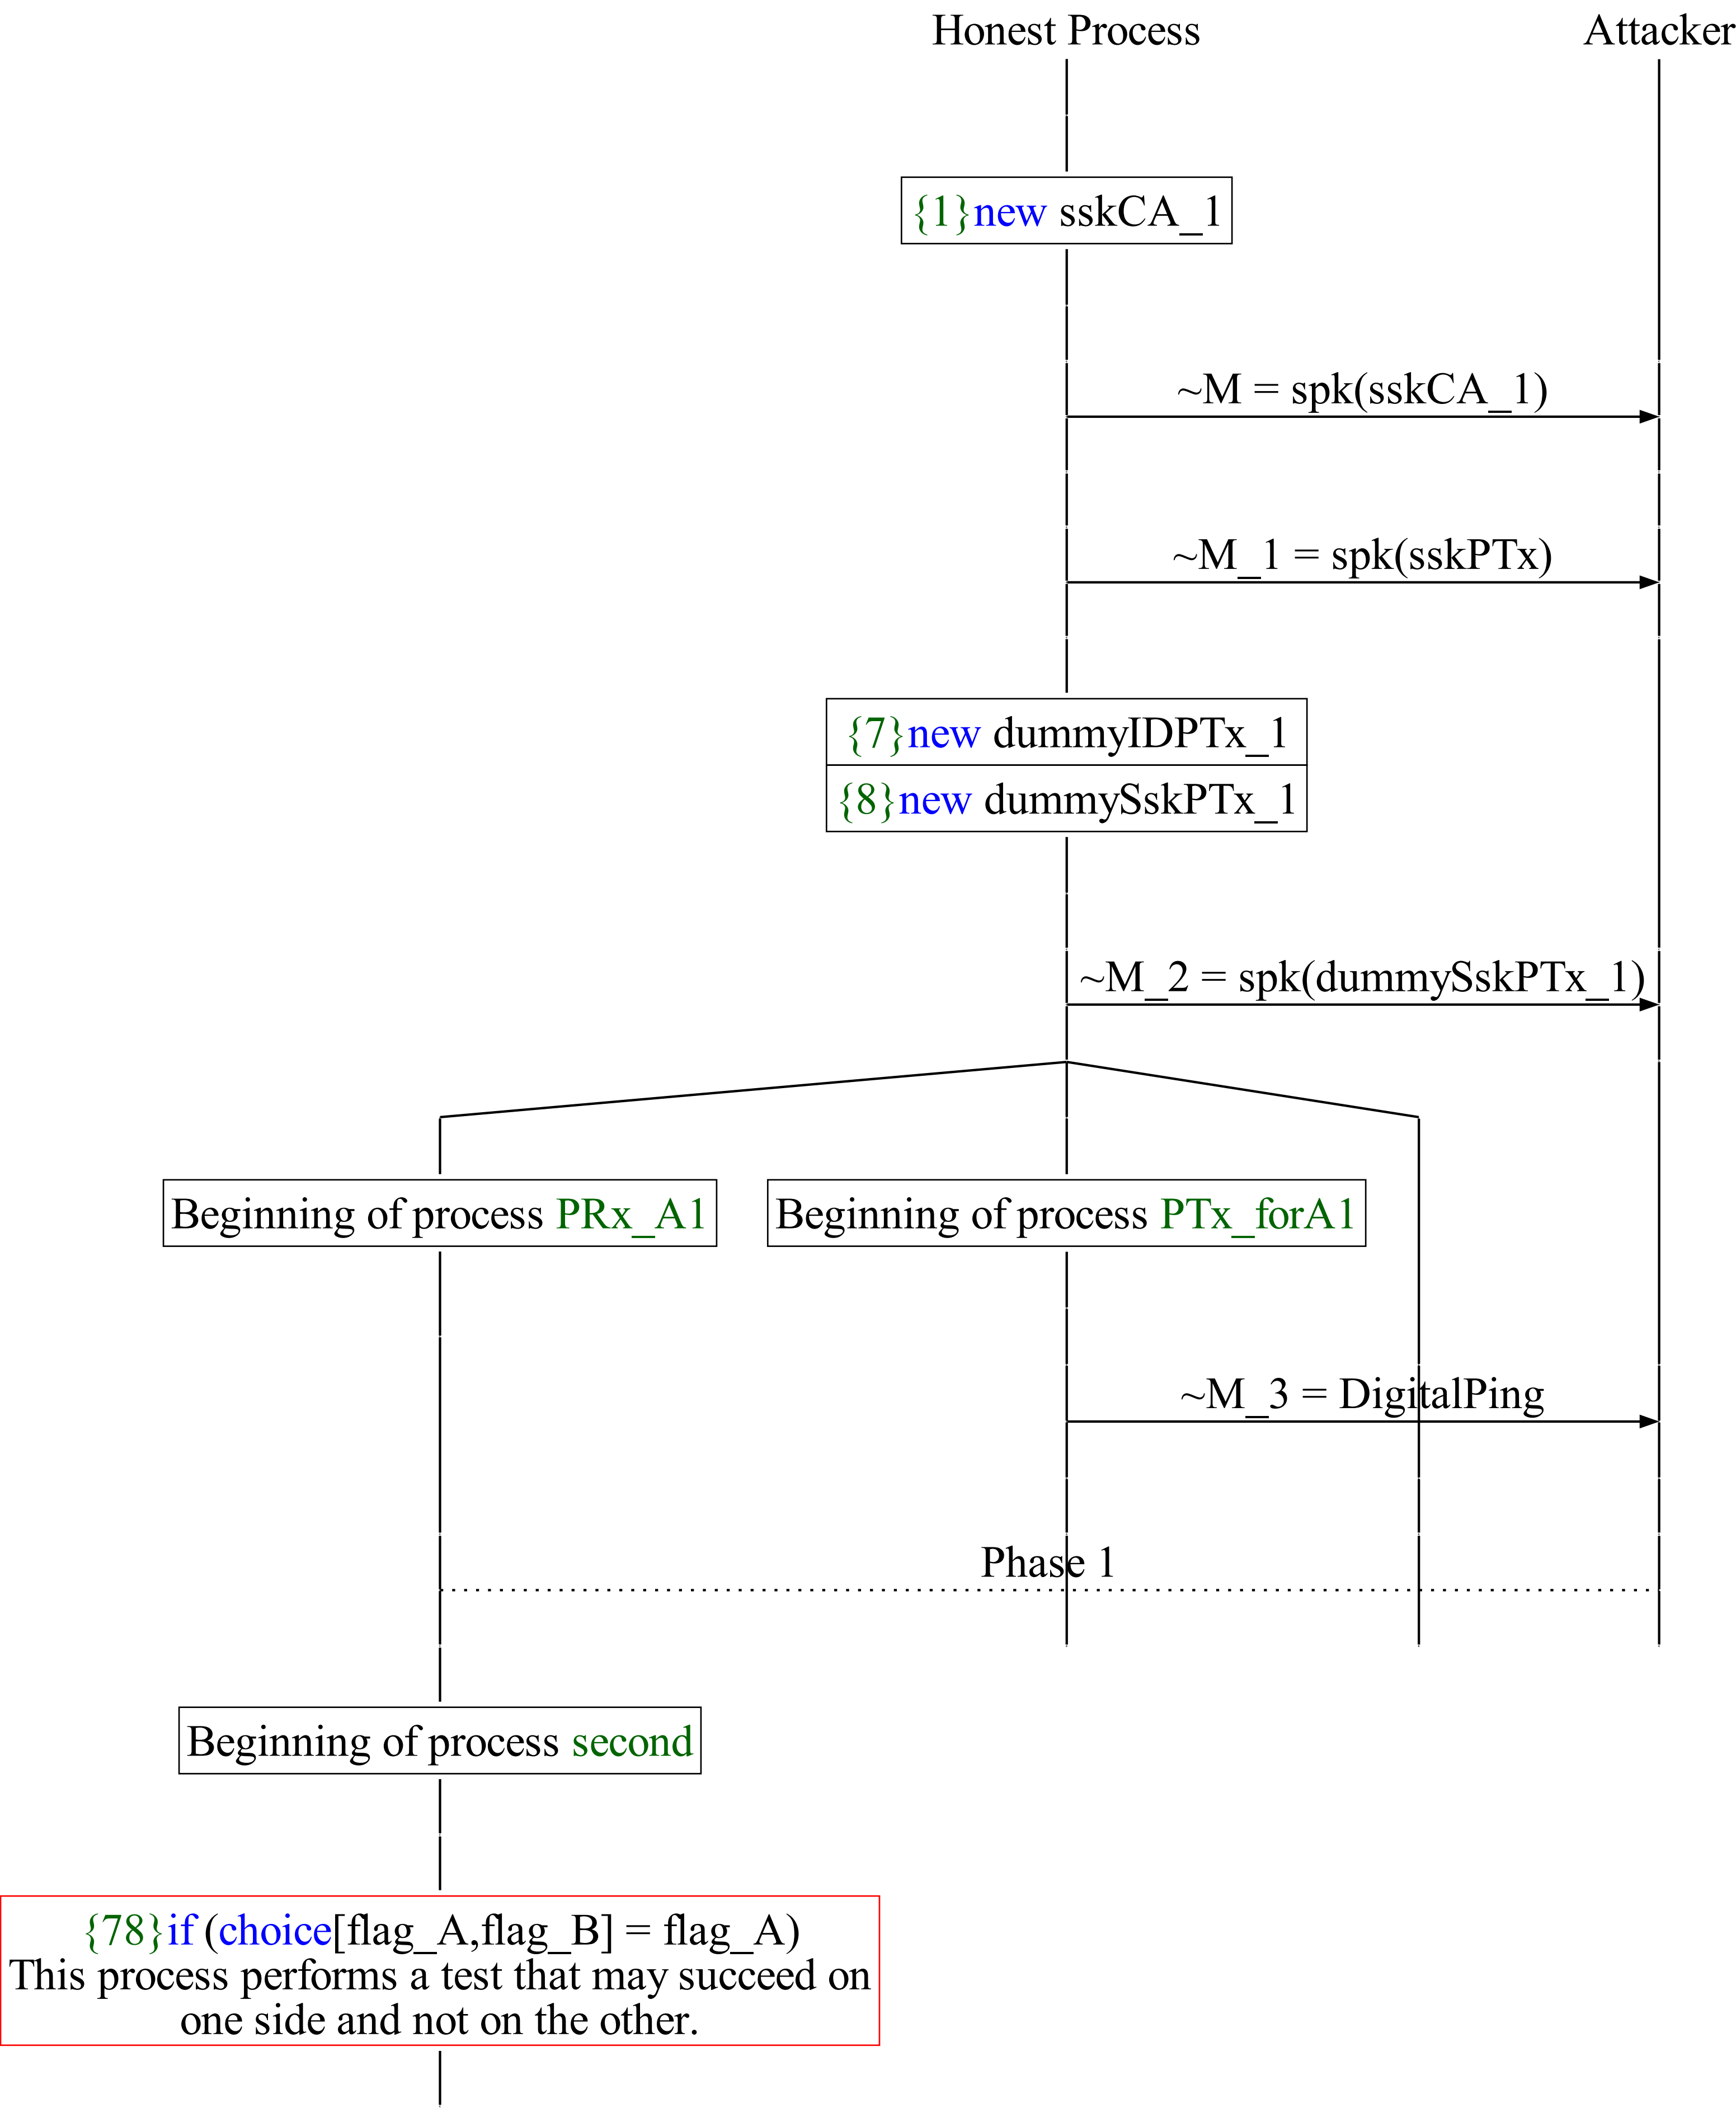 Honest Process
Attacker
{1}new sskCA_1
~M = spk(sskCA_1)
~M_1 = spk(sskPTx)
{7}new dummyIDPTx_1
{8}new dummySskPTx_1
~M_2 = spk(dummySskPTx_1)
Beginning of process PRx_A1
Beginning of process PTx_forA1
~M_3 = DigitalPing
Phase 1
Beginning of process second
{78}if (choice[flag_A,flag_B] = flag_A)
This process performs a test that may succeed on
one side and not on the other.